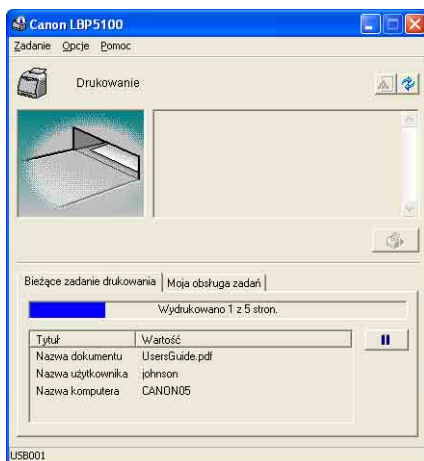 Canon LBP5100
Zadanie Opcje Pomoc
Drukowanie
Bieżące zadanie drukowania Moja obsługa zadań
Wydrukowano 1 z 5 stron.
Tytuł Wartość
Nazwa dokumentu UsersGuide.pdf
Nazwa użytkownika johnson
Nazwa komputera CANON05
USB001